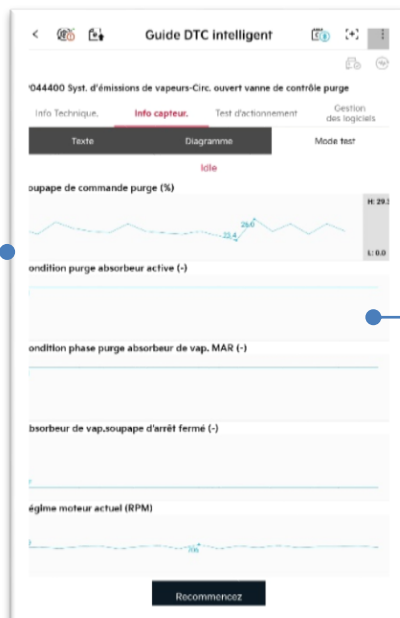 Guide DTC intelligent
044400 Syst. d'émissions de vapeurs-Circ. ouvert vanne de contrôle purge
Info Technique. Info capteur. Test d'actionnement Gestion des logiciels
Texte Diagramme Mode test
Idle
oupape de commande purge (%)
H: 29.
23.4 26.6
L: 0.0
ondition purge absorbeur active (-)
ondition phase purge absorbeur de vap. MAR (-)
bsorbeur de vap.soupape d'arrêt fermé (-)
égime moteur actuel (RPM)
Recommencez